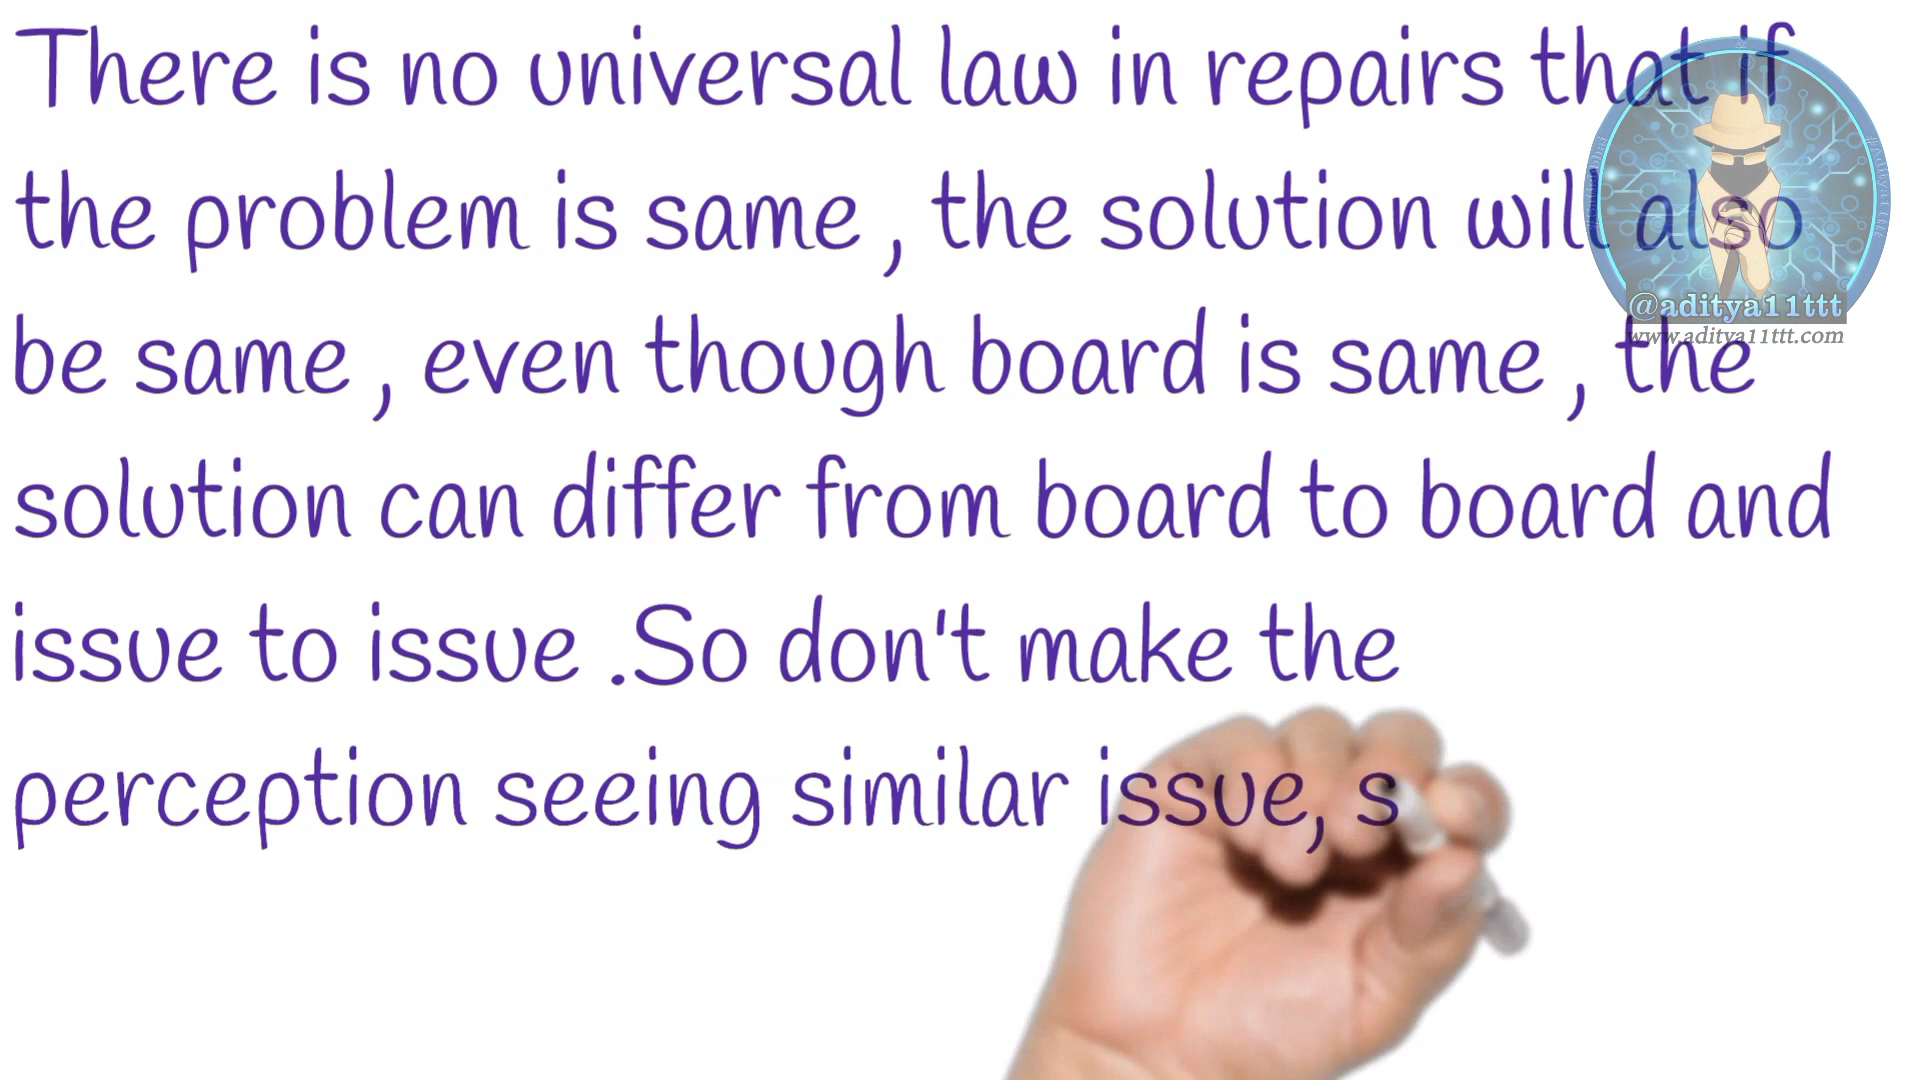 There is no universal law in repairs that if
the problem is same , the solution will also
be same , even though board is same , the
solution can differ from board to board and
issue to issue .So don't make the
perception seeing similar issue, s
@aditya11ttt
www.aditya11ttt.com